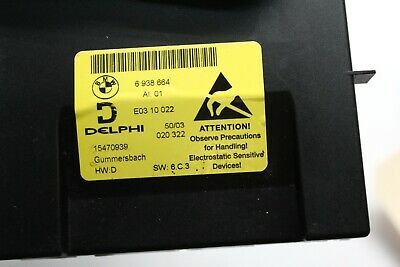 BMW
6 938 664
AI: 01
D E03 10 022
DELPHI 50/03
020 322
15470939
Gummersbach
HW:D SW: 6.C.3
ATTENTION!
Observe Precautions
for Handling!
Electrostatic Sensitive
Devices!